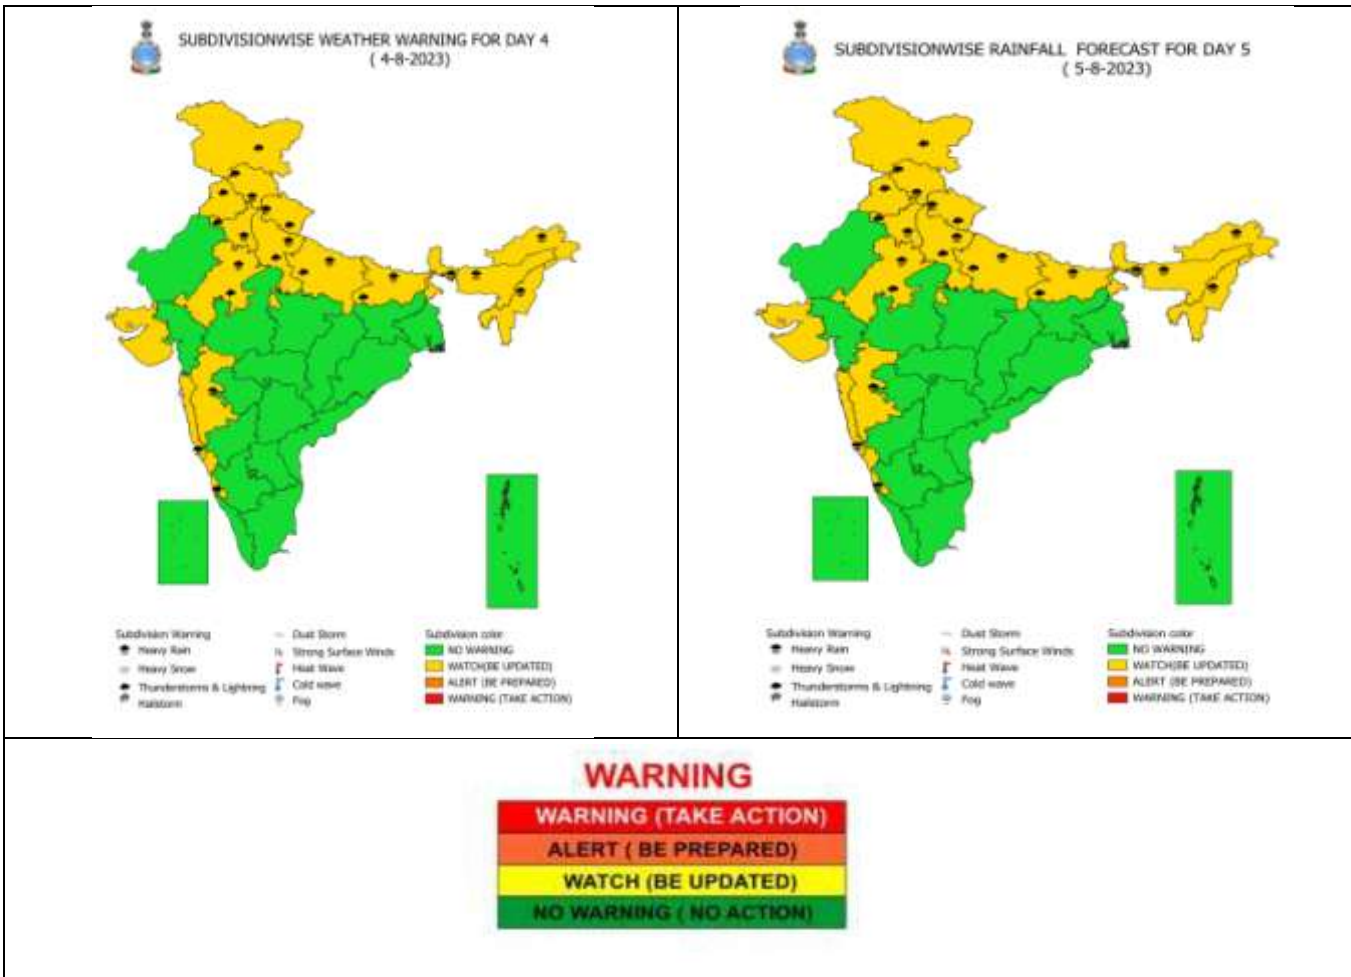 SUBDIVISIONWISE WEATHER WARNING FOR DAY 4
( 4-8-2023)
Subdivision Warning
Heavy Rain
Heavy Snow
Thunderstorms & Lightning
Hailstorm
Dust Storm
Strong Surface Winds
Heat Wave
Cold wave
Fog
Subdivision color
NO WARNING
WATCH(BE UPDATED)
ALERT (BE PREPARED)
WARNING (TAKE ACTION)
SUBDIVISIONWISE RAINFALL FORECAST FOR DAY 5
( 5-8-2023)
Subdivision Warning
Heavy Rain
Heavy Snow
Thunderstorms & Lightning
Hailstorm
Dust Storm
Strong Surface Winds
Heat Wave
Cold wave
Fog
Subdivision color
NO WARNING
WATCH(BE UPDATED)
ALERT (BE PREPARED)
WARNING (TAKE ACTION)
WARNING
WARNING (TAKE ACTION)
ALERT ( BE PREPARED)
WATCH (BE UPDATED)
NO WARNING ( NO ACTION)